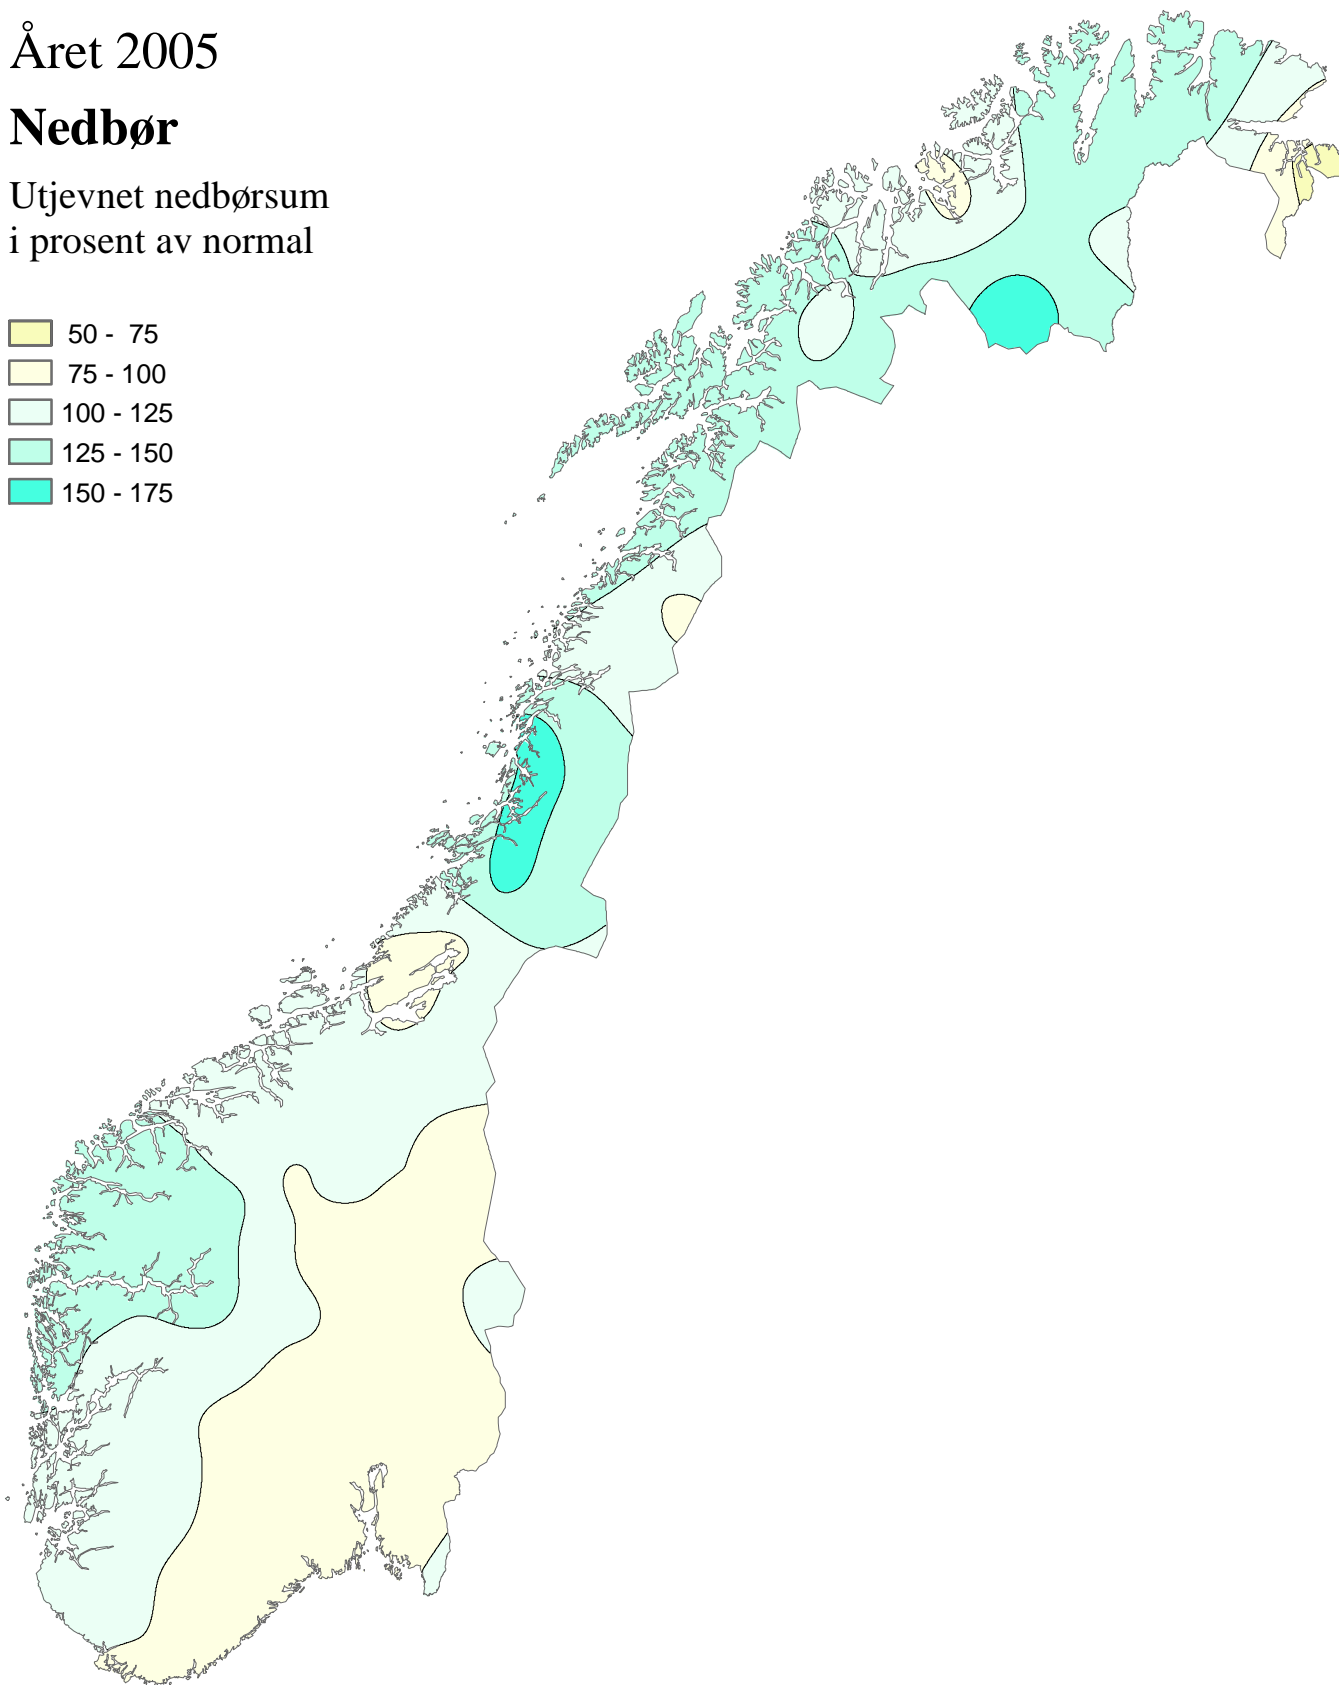 Året 2005
Nedbør
Utjevnet nedbørsum
i prosent av normal
50 - 75
75 - 100
100 - 125
125 - 150
150 - 175